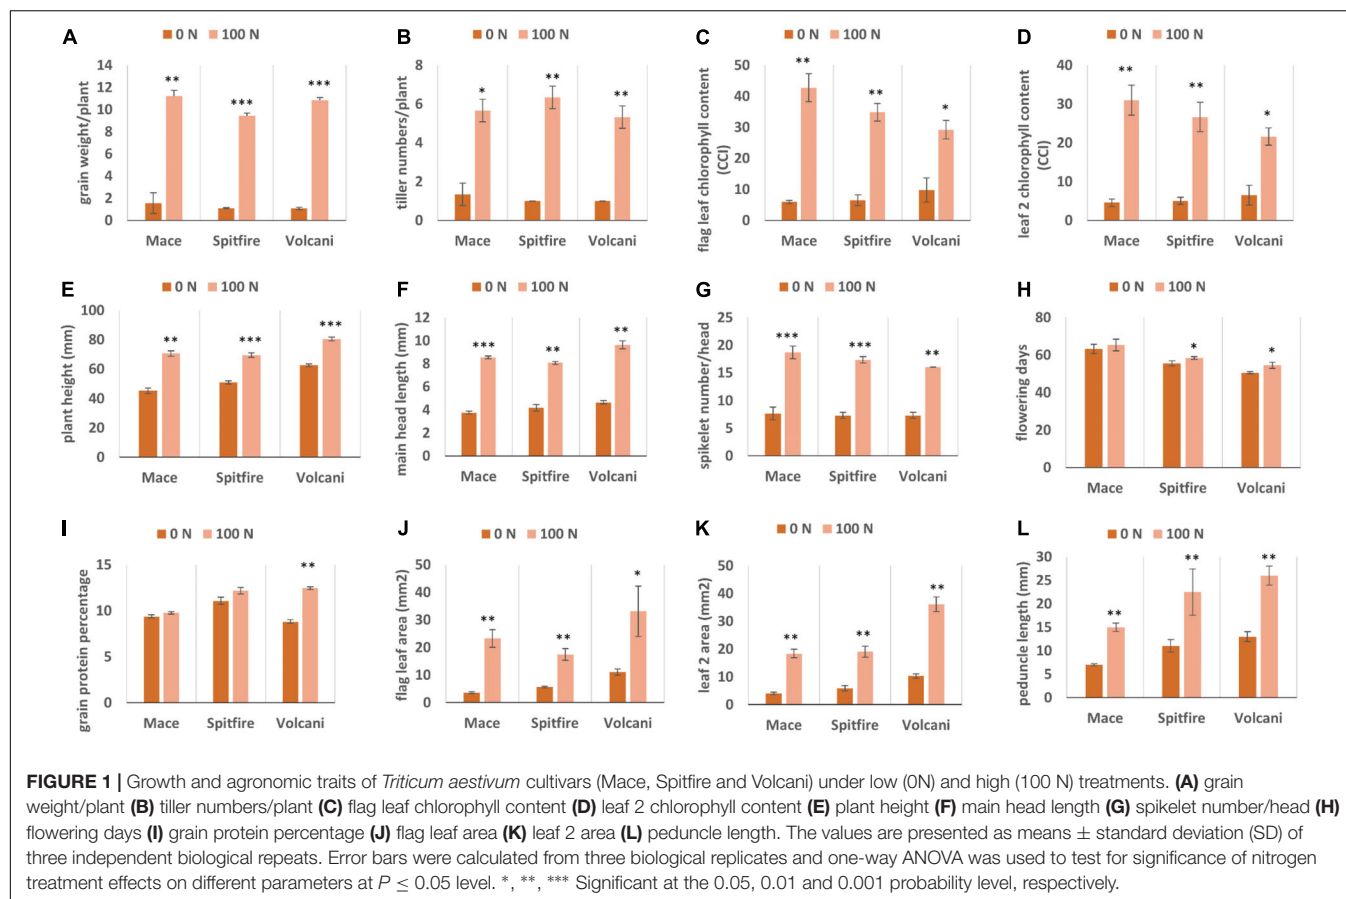 A
0 N 100 N
grain weight/plant
14
12
10
8
6
4
2
0
** *** ***
Mace Spitfire Volcani
B
0 N 100 N
tiller numbers/plant
8
6
4
2
0
* ** **
Mace Spitfire Volcani
C
0 N 100 N
flag leaf chlorophyll content
(CCI)
50
40
30
20
10
0
** ** *
Mace Spitfire Volcani
D
0 N 100 N
leaf 2 chlorophyll content
(CCI)
40
30
20
10
0
** ** *
Mace Spitfire Volcani
E
0 N 100 N
plant height (mm)
100
80
60
40
20
0
** *** ***
Mace Spitfire Volcani
F
0 N 100 N
main head length (mm)
12
10
8
6
4
2
0
*** ** **
Mace Spitfire Volcani
G
0 N 100 N
spikelet number/head
25
20
15
10
5
0
*** *** **
Mace Spitfire Volcani
H
0 N 100 N
flowering days
80
60
40
20
0
* *
Mace Spitfire Volcani
I
0 N 100 N
grain protein percentage
15
10
5
0
**
Mace Spitfire Volcani
J
0 N 100 N
flag leaf area (mm2)
50
40
30
20
10
0
** ** *
Mace Spitfire Volcani
K
0 N 100 N
leaf 2 area (mm2)
50
40
30
20
10
0
** ** **
Mace Spitfire Volcani
L
0 N 100 N
peduncle length (mm)
30
25
20
15
10
5
0
** ** **
Mace Spitfire Volcani
FIGURE 1 | Growth and agronomic traits of Triticum aestivum cultivars (Mace, Spitfire and Volcani) under low (0N) and high (100 N) treatments. (A) grain
weight/plant (B) tiller numbers/plant (C) flag leaf chlorophyll content (D) leaf 2 chlorophyll content (E) plant height (F) main head length (G) spikelet number/head (H)
flowering days (I) grain protein percentage (J) flag leaf area (K) leaf 2 area (L) peduncle length. The values are presented as means ± standard deviation (SD) of
three independent biological repeats. Error bars were calculated from three biological replicates and one-way ANOVA was used to test for significance of nitrogen
treatment effects on different parameters at P ≤ 0.05 level. *, **, *** Significant at the 0.05, 0.01 and 0.001 probability level, respectively.